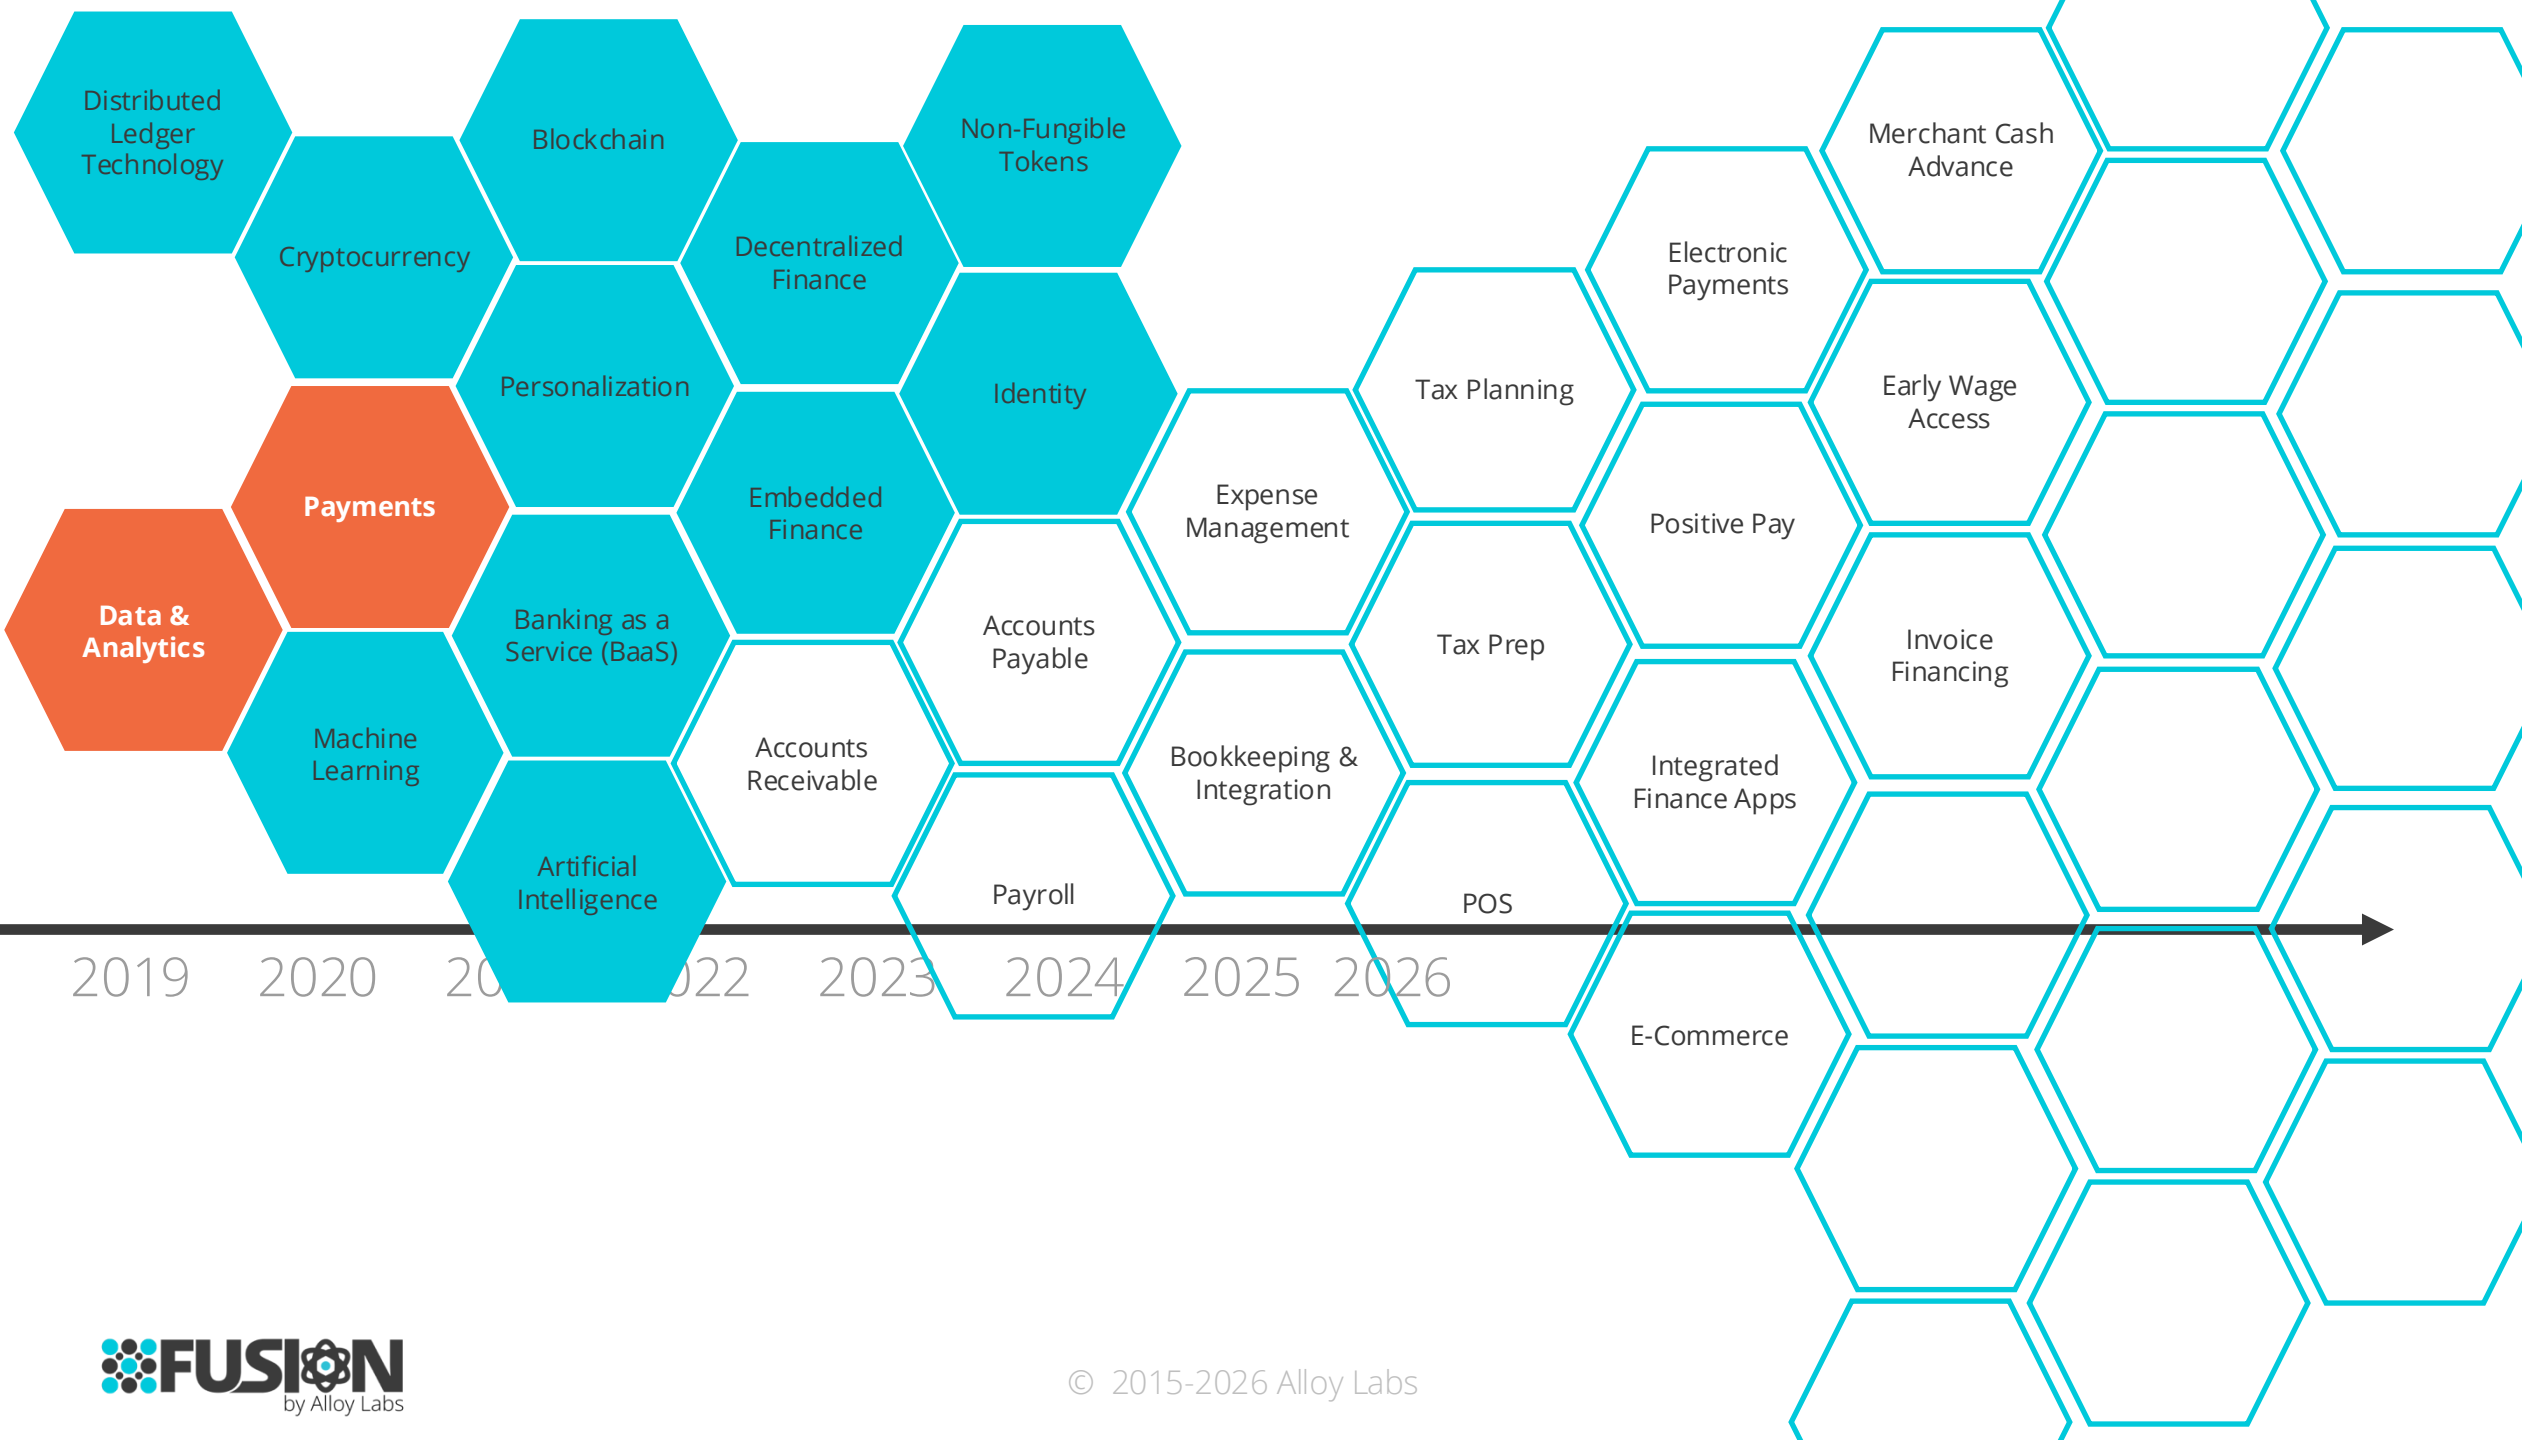 Distributed
Ledger
Technology
Cryptocurrency
Blockchain
Decentralized
Finance
Non-Fungible
Tokens
Personalization
Identity
Payments
Embedded
Finance
Data &
Analytics
Banking as a
Service (BaaS)
Machine
Learning
Artificial
Intelligence
Accounts
Receivable
Accounts
Payable
Payroll
Expense
Management
Bookkeeping &
Integration
Tax Planning
Tax Prep
POS
Electronic
Payments
Positive Pay
Integrated
Finance Apps
E-Commerce
Merchant Cash
Advance
Early Wage
Access
Invoice
Financing
2019 2020 20 022 2023 2024 2025 2026
FUSION
by Alloy Labs
© 2015-2026 Alloy Labs